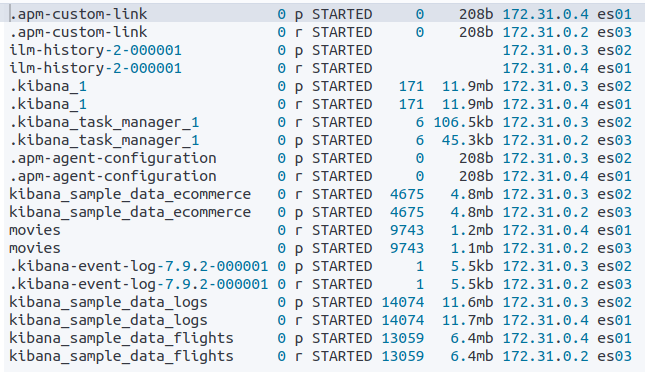 .apm-custom-link 0 p STARTED 0 208b 172.31.0.4 es01
.apm-custom-link 0 r STARTED 0 208b 172.31.0.2 es03
ilm-history-2-000001 0 p STARTED 172.31.0.3 es02
ilm-history-2-000001 0 r STARTED 172.31.0.4 es01
.kibana_1 0 p STARTED 171 11.9mb 172.31.0.3 es02
.kibana_1 0 r STARTED 171 11.9mb 172.31.0.4 es01
.kibana_task_manager_1 0 r STARTED 6 106.5kb 172.31.0.3 es02
.kibana_task_manager_1 0 p STARTED 6 45.3kb 172.31.0.2 es03
.apm-agent-configuration 0 p STARTED 0 208b 172.31.0.3 es02
.apm-agent-configuration 0 r STARTED 0 208b 172.31.0.4 es01
kibana_sample_data_ecommerce 0 r STARTED 4675 4.8mb 172.31.0.3 es02
kibana_sample_data_ecommerce 0 p STARTED 4675 4.8mb 172.31.0.2 es03
movies 0 r STARTED 9743 1.2mb 172.31.0.4 es01
movies 0 p STARTED 9743 1.1mb 172.31.0.2 es03
.kibana-event-log-7.9.2-000001 0 p STARTED 1 5.5kb 172.31.0.3 es02
.kibana-event-log-7.9.2-000001 0 r STARTED 1 5.5kb 172.31.0.2 es03
kibana_sample_data_logs 0 p STARTED 14074 11.6mb 172.31.0.3 es02
kibana_sample_data_logs 0 r STARTED 14074 11.7mb 172.31.0.4 es01
kibana_sample_data_flights 0 p STARTED 13059 6.4mb 172.31.0.4 es01
kibana_sample_data_flights 0 r STARTED 13059 6.4mb 172.31.0.2 es03